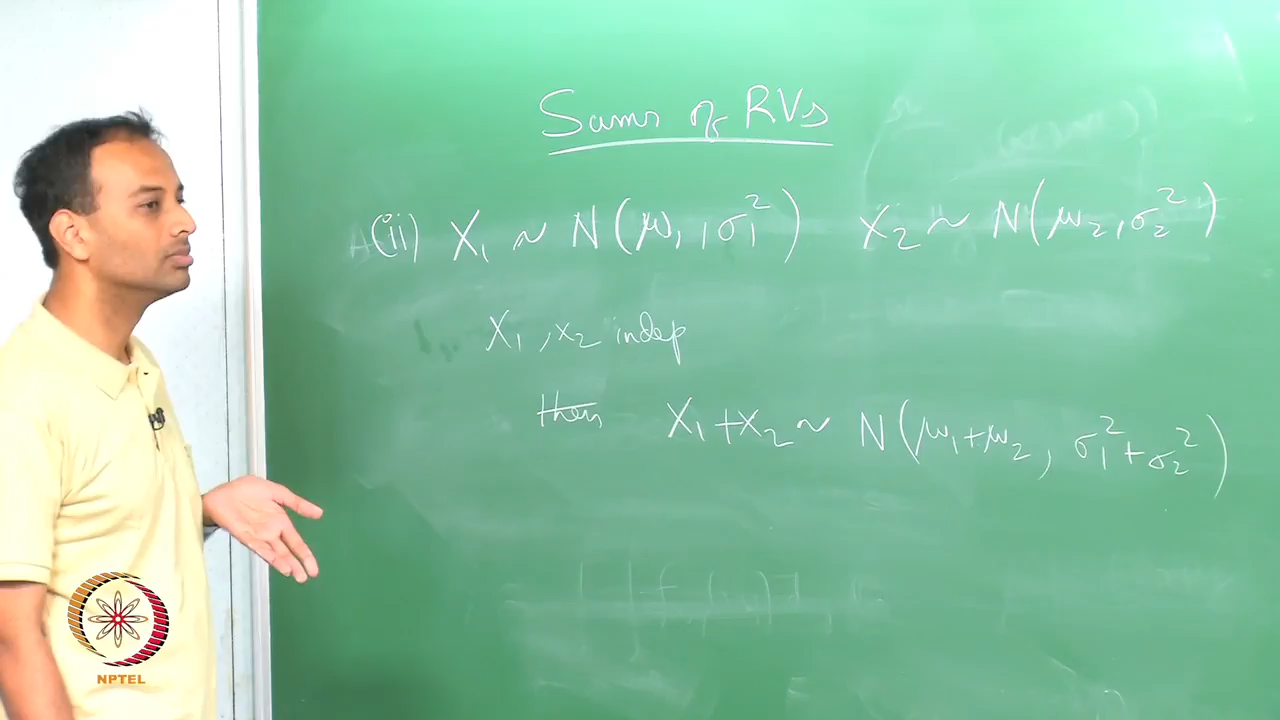 Sums of RVs
(ii) X₁ ~ N(μ₁, σ₁²) X₂ ~ N(μ₂, σ₂²)
X₁, X₂ indep
then X₁+X₂ ~ N(μ₁+μ₂, σ₁²+σ₂²)
NPTEL